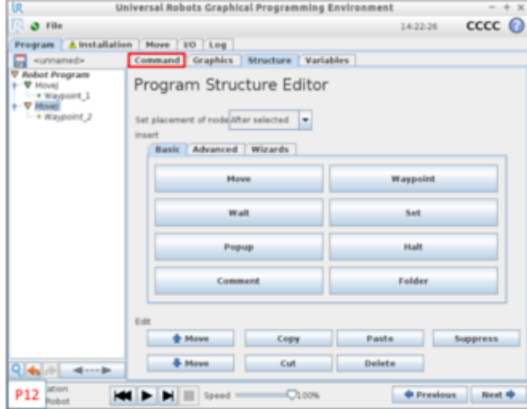 Universal Robots Graphical Programming Environment
File 14:22:26 CCCC ?
Program Installation Move I/O Log
<unnamed> Command Graphics Structure Variables
Robot Program
MoveJ
Waypoint_1
MoveJ
Waypoint_2
Program Structure Editor
Set placement of node After selected
Insert
Basic Advanced Wizards
Move Waypoint
Wait Set
Popup Halt
Comment Folder
Edit
Move Copy Paste Suppress
Move Cut Delete
P12 ation
Robot
Speed 100% Previous Next